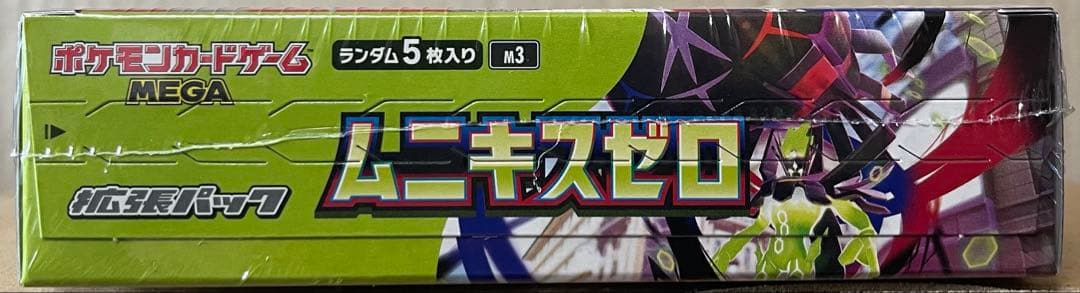 ポケモンカードゲーム
MEGA
ランダム5枚入り M3
ムニキスゼロ
拡張パック